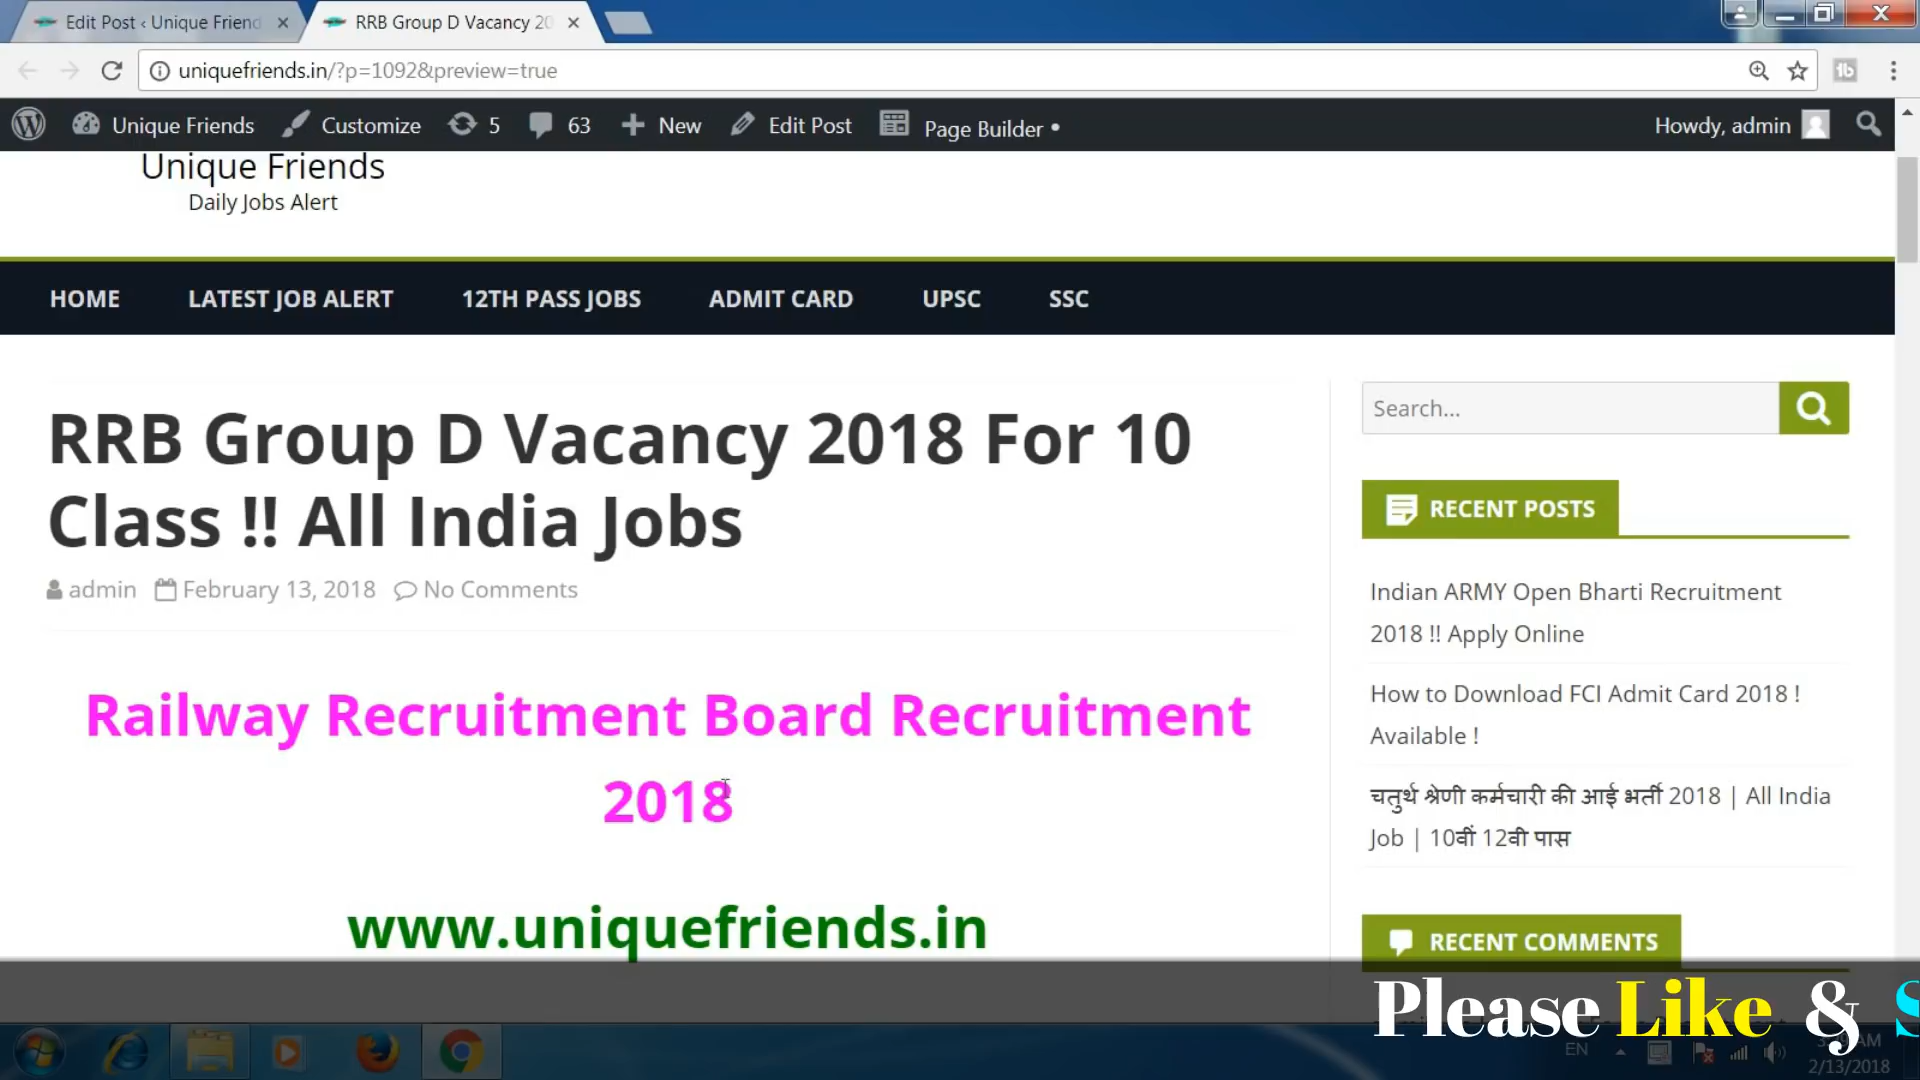 Edit Post ‹ Unique Friend
RRB Group D Vacancy 20
uniquefriends.in/?p=1092&preview=true
Unique Friends
Customize
5
63
New
Edit Post
Page Builder •
Howdy, admin
Unique Friends
Daily Jobs Alert
HOME
LATEST JOB ALERT
12TH PASS JOBS
ADMIT CARD
UPSC
SSC
RRB Group D Vacancy 2018 For 10
Class !! All India Jobs
admin February 13, 2018 No Comments
Railway Recruitment Board Recruitment
2018
www.uniquefriends.in
Search...
RECENT POSTS
Indian ARMY Open Bharti Recruitment
2018 !! Apply Online
How to Download FCI Admit Card 2018 !
Available !
चतुर्थ श्रेणी कर्मचारी की आई भर्ती 2018 | All India
Job | 10वीं 12वी पास
RECENT COMMENTS
Please Like & S
EN
AM
2/13/2018